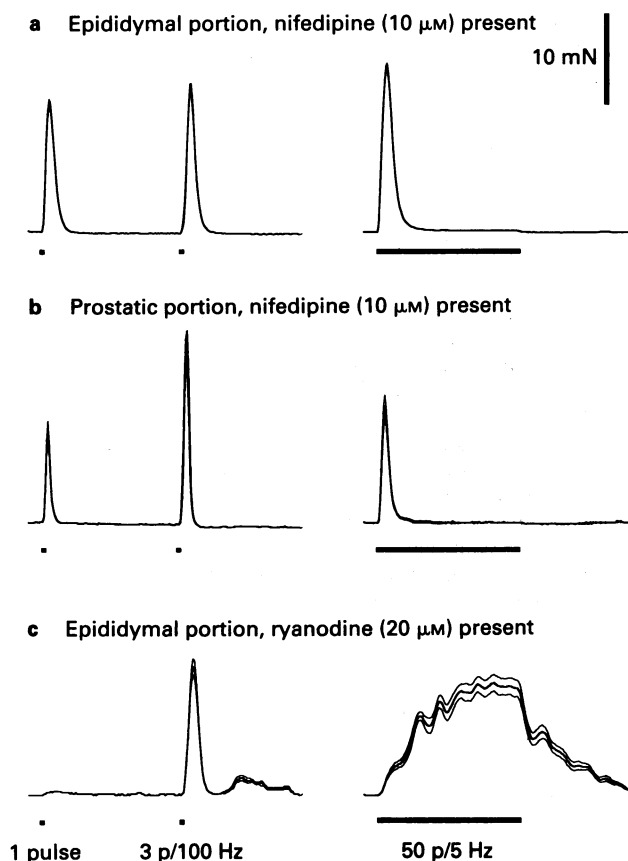 a Epididymal portion, nifedipine (10 μM) present
10 mN
b Prostatic portion, nifedipine (10 μM) present
c Epididymal portion, ryanodine (20 μM) present
1 pulse 3 p/100 Hz 50 p/5 Hz